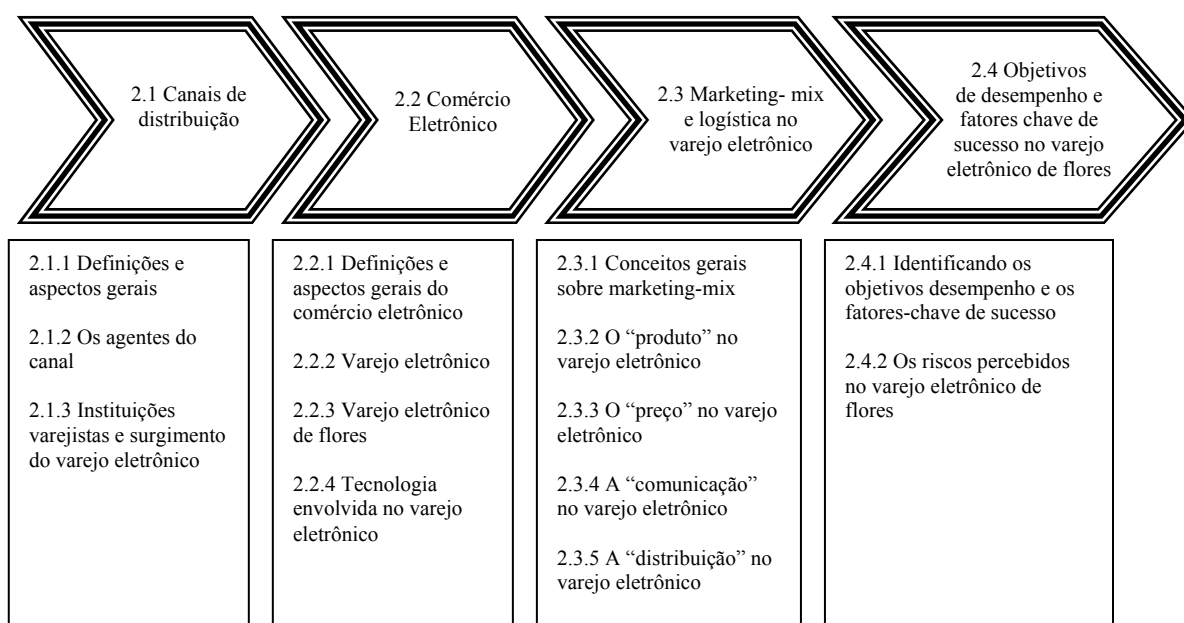 2.1 Canais de
distribuição
2.2 Comércio
Eletrônico
2.3 Marketing- mix
e logística no
varejo eletrônico
2.4 Objetivos
de desempenho e
fatores chave de
sucesso no varejo
eletrônico de flores
2.1.1 Definições e
aspectos gerais
2.1.2 Os agentes do
canal
2.1.3 Instituições
varejistas e surgimento
do varejo eletrônico
2.2.1 Definições e
aspectos gerais do
comércio eletrônico
2.2.2 Varejo eletrônico
2.2.3 Varejo eletrônico
de flores
2.2.4 Tecnologia
envolvida no varejo
eletrônico
2.3.1 Conceitos gerais
sobre marketing-mix
2.3.2 O “produto” no
varejo eletrônico
2.3.3 O “preço” no varejo
eletrônico
2.3.4 A “comunicação”
no varejo eletrônico
2.3.5 A “distribuição” no
varejo eletrônico
2.4.1 Identificando os
objetivos desempenho e os
fatores-chave de sucesso
2.4.2 Os riscos percebidos
no varejo eletrônico de
flores